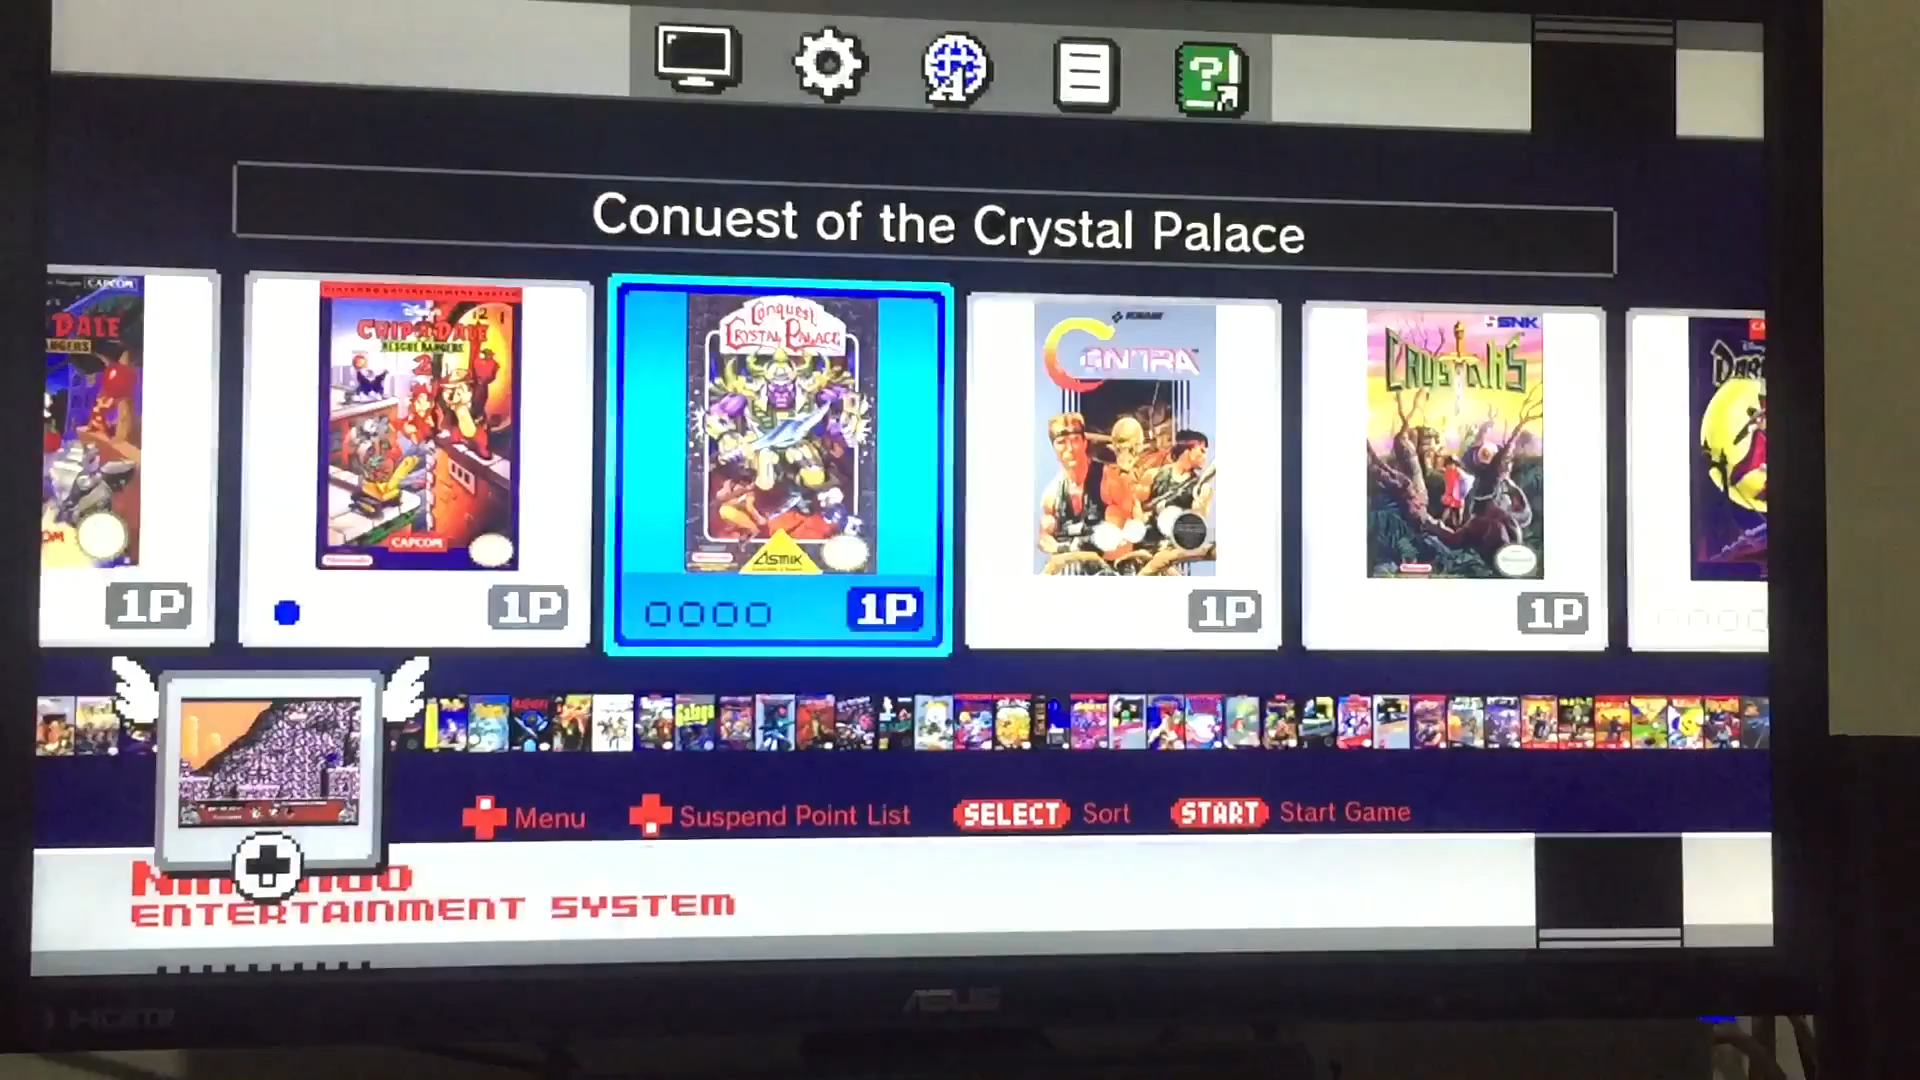 Conuest of the Crystal Palace
CAPCOM
DALE
Disney's
CHIP 'N DALE
RESCUE RANGERS
2
CAPCOM
Conquest
CRYSTAL PALACE
ASMIK
KONAMI
CONTRA
SNK
CRYSTALIS
DAR
1P
1P
1P
1P
1P
Menu
Suspend Point List
SELECT Sort
START Start Game
ENTERTAINMENT SYSTEM
ASUS